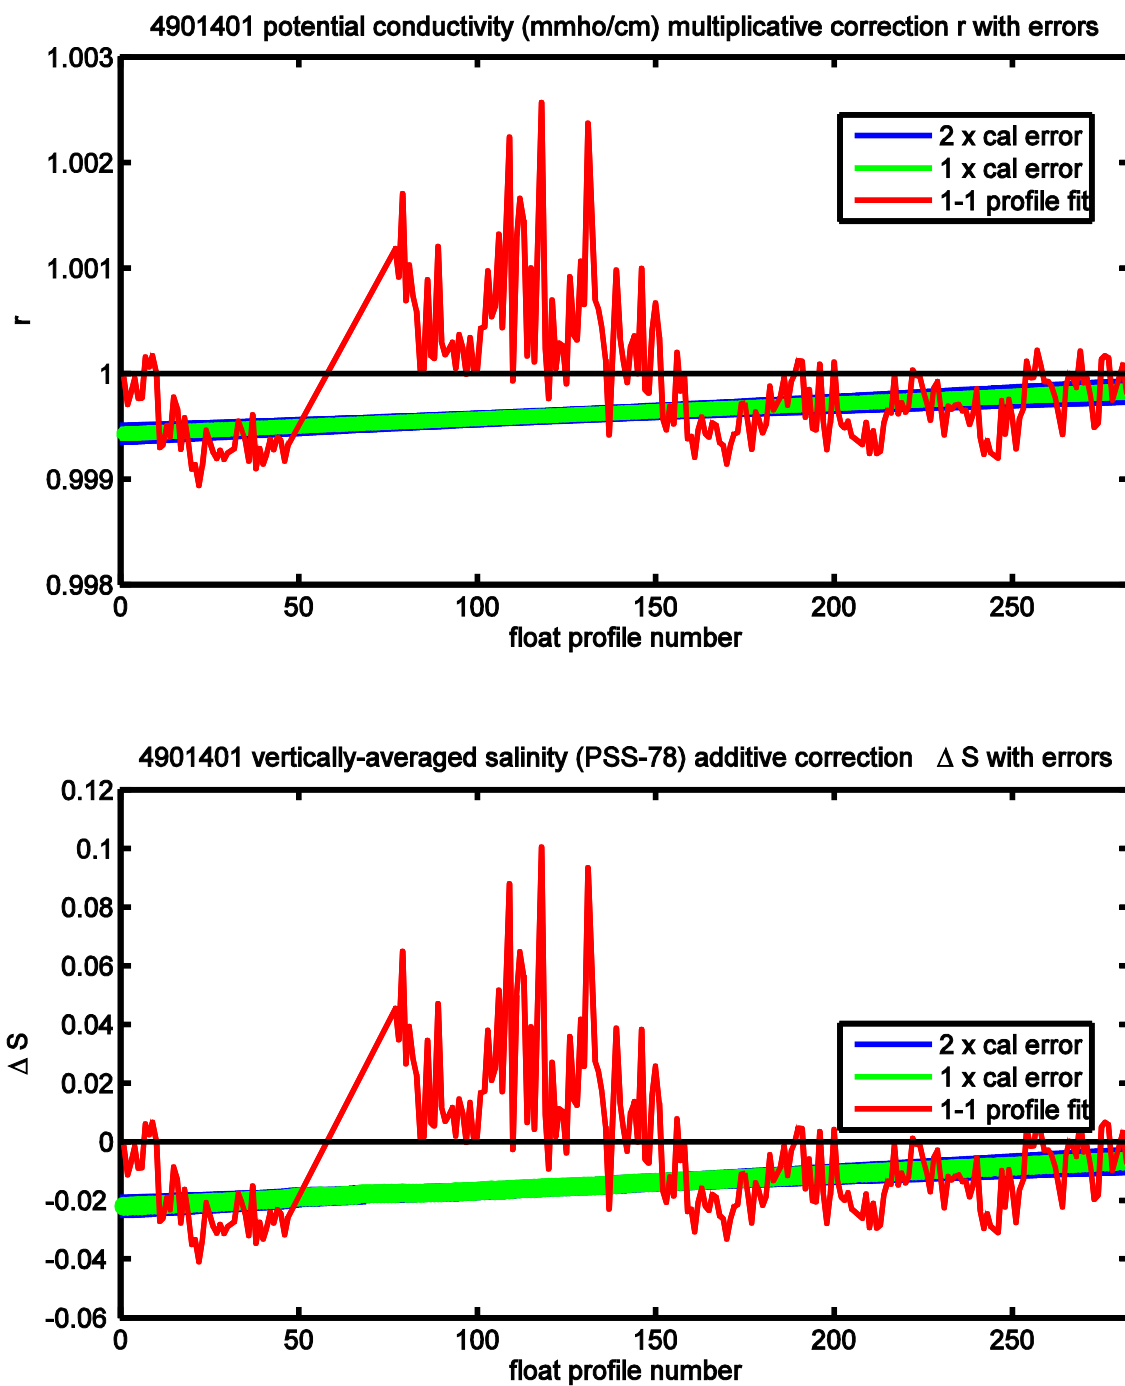 4901401 potential conductivity (mmho/cm) multiplicative correction r with errors
1.003
1.002
1.001
1
0.999
0.998
r
2 x cal error
1 x cal error
1-1 profile fit
0 50 100 150 200 250
float profile number
4901401 vertically-averaged salinity (PSS-78) additive correction Δ S with errors
0.12
0.1
0.08
0.06
0.04
0.02
0
-0.02
-0.04
-0.06
Δ S
2 x cal error
1 x cal error
1-1 profile fit
0 50 100 150 200 250
float profile number